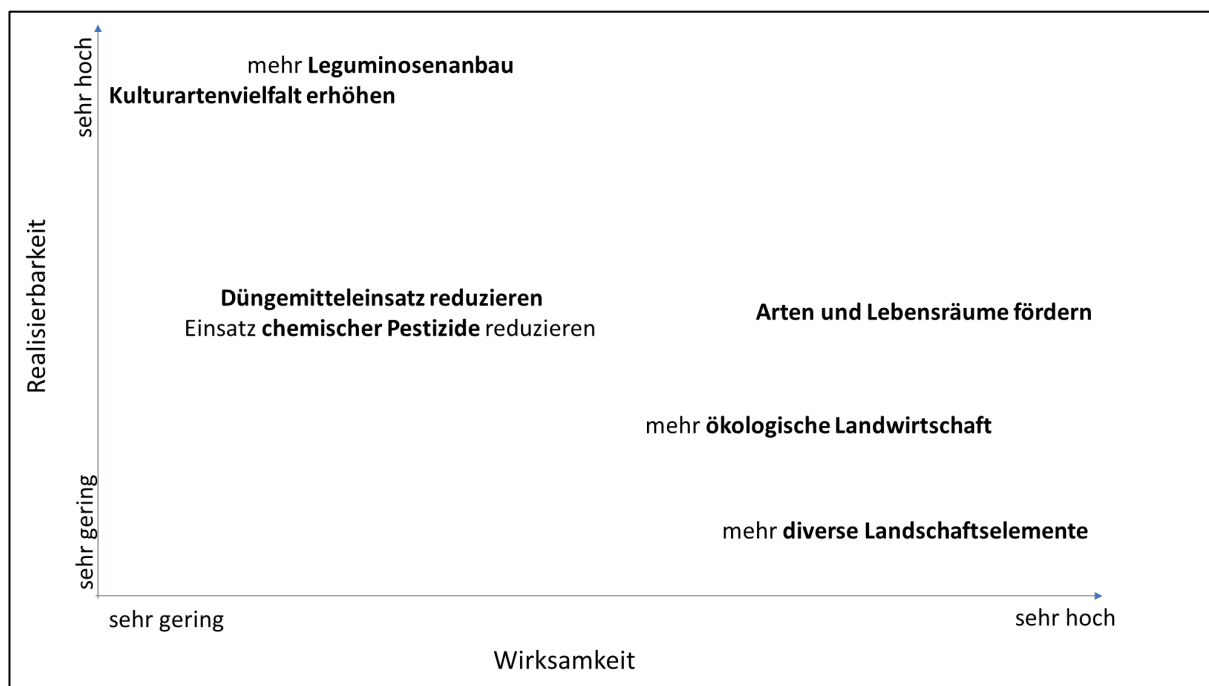 sehr hoch
mehr Leguminosenanbau
Kulturartenvielfalt erhöhen
Realisierbarkeit
Düngemitteleinsatz reduzieren
Einsatz chemischer Pestizide reduzieren
Arten und Lebensräume fördern
mehr ökologische Landwirtschaft
sehr gering
mehr diverse Landschaftselemente
sehr gering
sehr hoch
Wirksamkeit